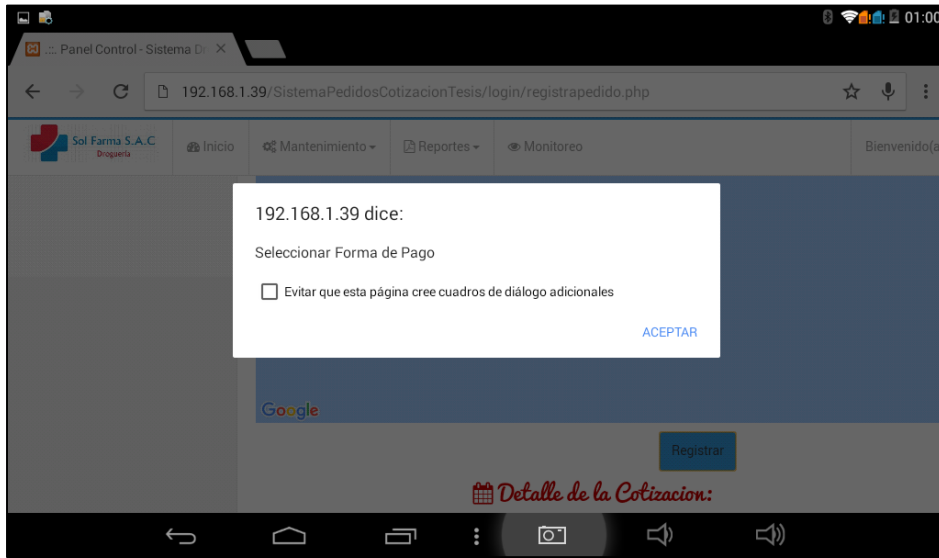 01:00
.::. Panel Control - Sistema De
192.168.1.39/SistemaPedidosCotizacionTesis/login/registrapedido.php
Sol Farma S.A.C
Droguería
Inicio
Mantenimiento
Reportes
Monitoreo
Bienvenido(a
192.168.1.39 dice:
Seleccionar Forma de Pago
Evitar que esta página cree cuadros de diálogo adicionales
ACEPTAR
Google
Registrar
Detalle de la Cotizacion: